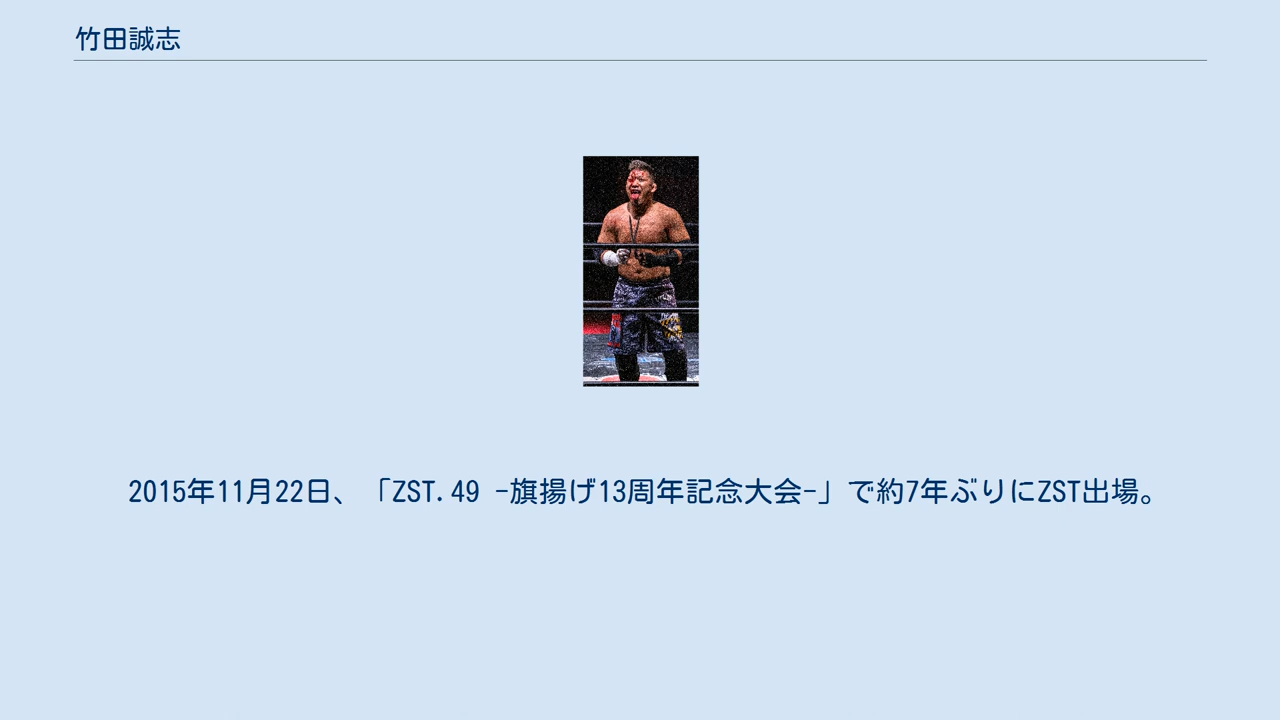 竹田誠志
2015年11月22日、「ZST.49 -旗揚げ13周年記念大会-」で約7年ぶりにZST出場。